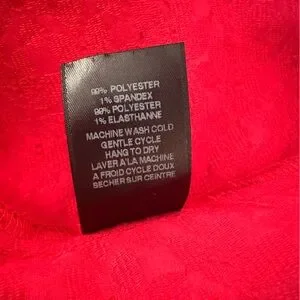 99% POLYESTER
1% SPANDEX
99% POLYESTER
1% ELASTHANNE
MACHINE WASH COLD
GENTLE CYCLE
HANG TO DRY
LAVER A'LA MACHINE
A FROID CYCLE DOUX
SECHER SUR CEINTRE